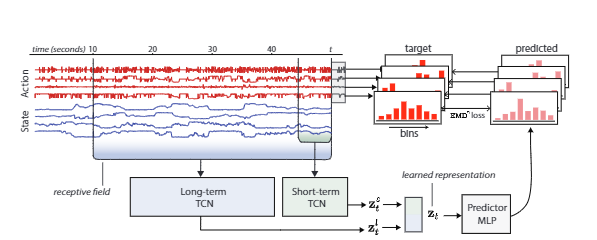 time (seconds) 10 20 30 40 t
Action
State
target
predicted
bins
EMD^ loss
receptive field
learned representation
Long-term
TCN
Short-term
TCN
z_t^s
z_t^l
z_t
Predictor
MLP